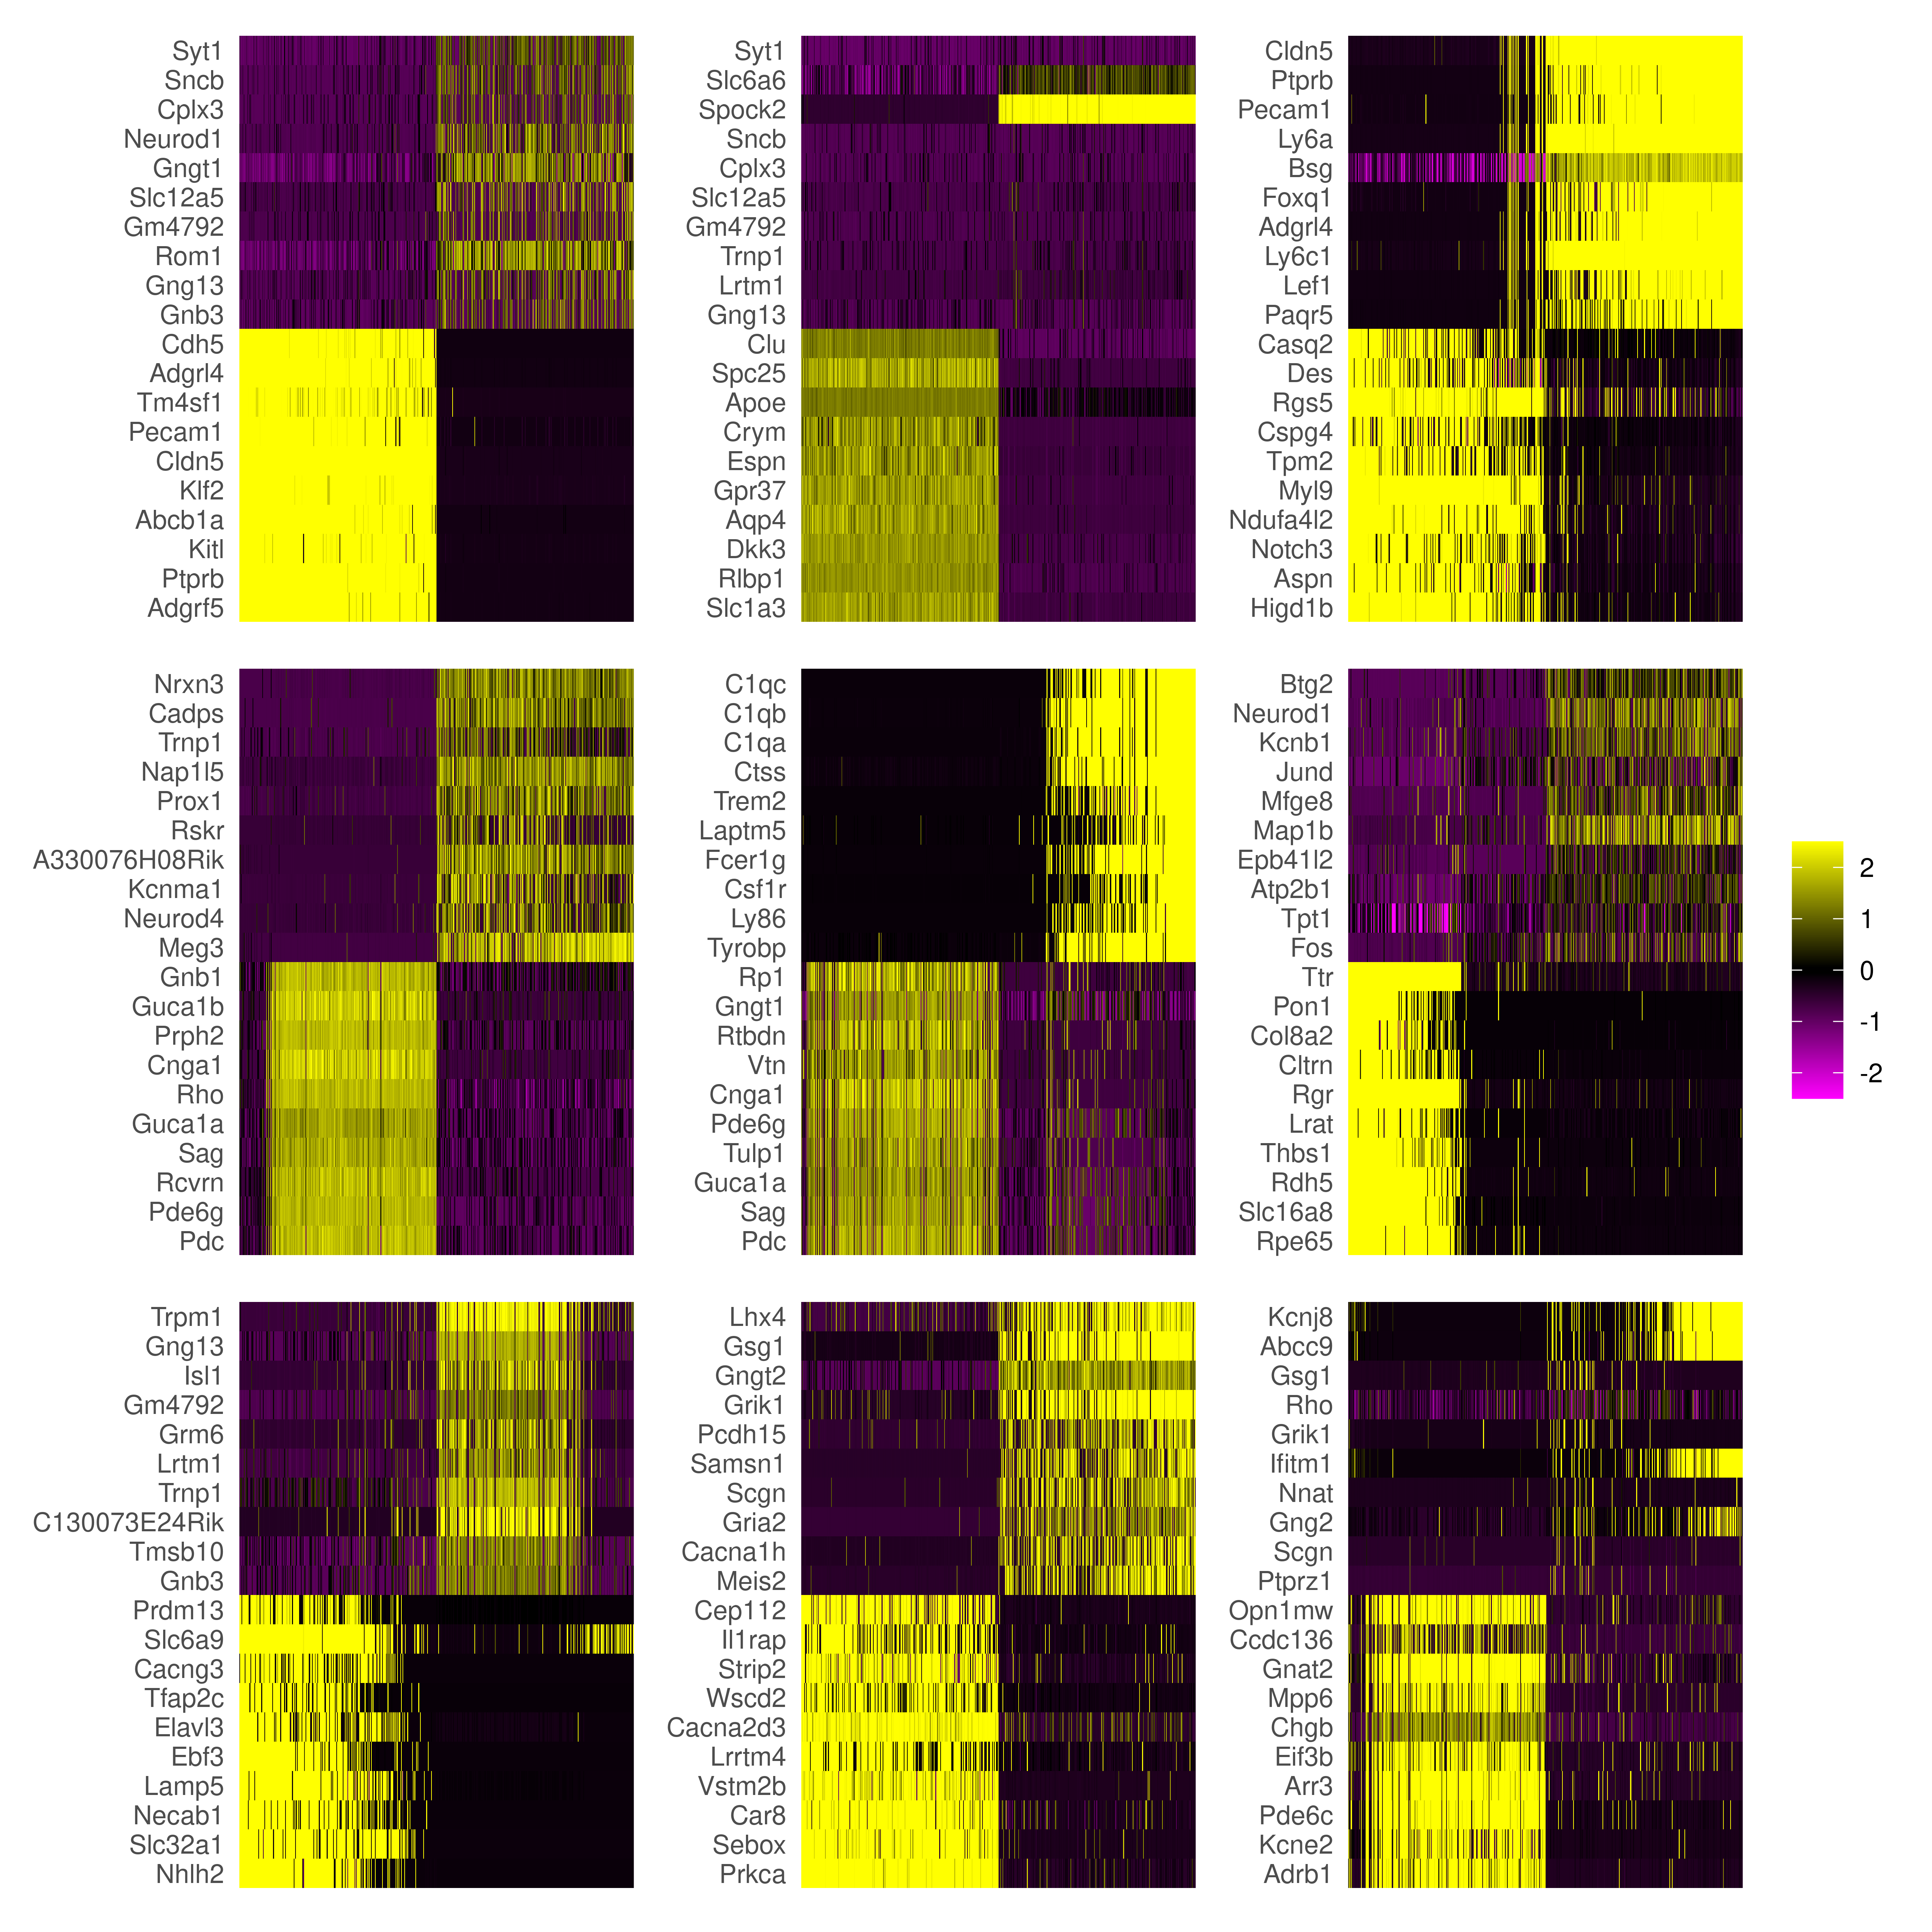 Syt1
Sncb
Cplx3
Neurod1
Gngt1
Slc12a5
Gm4792
Rom1
Gng13
Gnb3
Cdh5
Adgrl4
Tm4sf1
Pecam1
Cldn5
Klf2
Abcb1a
Kitl
Ptprb
Adgrf5
Syt1
Slc6a6
Spock2
Sncb
Cplx3
Slc12a5
Gm4792
Trnp1
Lrtm1
Gng13
Clu
Spc25
Apoe
Crym
Espn
Gpr37
Aqp4
Dkk3
Rlbp1
Slc1a3
Cldn5
Ptprb
Pecam1
Ly6a
Bsg
Foxq1
Adgrl4
Ly6c1
Lef1
Paqr5
Casq2
Des
Rgs5
Cspg4
Tpm2
Myl9
Ndufa4l2
Notch3
Aspn
Higd1b
Nrxn3
Cadps
Trnp1
Nap1l5
Prox1
Rskr
A330076H08Rik
Kcnma1
Neurod4
Meg3
Gnb1
Guca1b
Prph2
Cnga1
Rho
Guca1a
Sag
Rcvrn
Pde6g
Pdc
C1qc
C1qb
C1qa
Ctss
Trem2
Laptm5
Fcer1g
Csf1r
Ly86
Tyrobp
Rp1
Gngt1
Rtbdn
Vtn
Cnga1
Pde6g
Tulp1
Guca1a
Sag
Pdc
Btg2
Neurod1
Kcnb1
Jund
Mfge8
Map1b
Epb41l2
Atp2b1
Tpt1
Fos
Ttr
Pon1
Col8a2
Cltrn
Rgr
Lrat
Thbs1
Rdh5
Slc16a8
Rpe65
2
1
0
-1
-2
Trpm1
Gng13
Isl1
Gm4792
Grm6
Lrtm1
Trnp1
C130073E24Rik
Tmsb10
Gnb3
Prdm13
Slc6a9
Cacng3
Tfap2c
Elavl3
Ebf3
Lamp5
Necab1
Slc32a1
Nhlh2
Lhx4
Gsg1
Gngt2
Grik1
Pcdh15
Samsn1
Scgn
Gria2
Cacna1h
Meis2
Cep112
Il1rap
Strip2
Wscd2
Cacna2d3
Lrrtm4
Vstm2b
Car8
Sebox
Prkca
Kcnj8
Abcc9
Gsg1
Rho
Grik1
Ifitm1
Nnat
Gng2
Scgn
Ptprz1
Opn1mw
Ccdc136
Gnat2
Mpp6
Chgb
Eif3b
Arr3
Pde6c
Kcne2
Adrb1